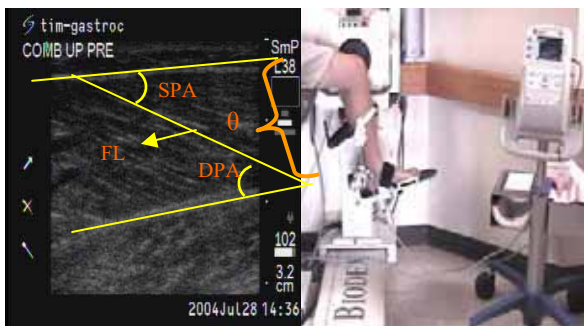 tim-gastroc
COMB UP PRE
SmP
L38
SPA
θ
FL
DPA
102
3.2
cm
2004Jul28 14:36
BIODEX